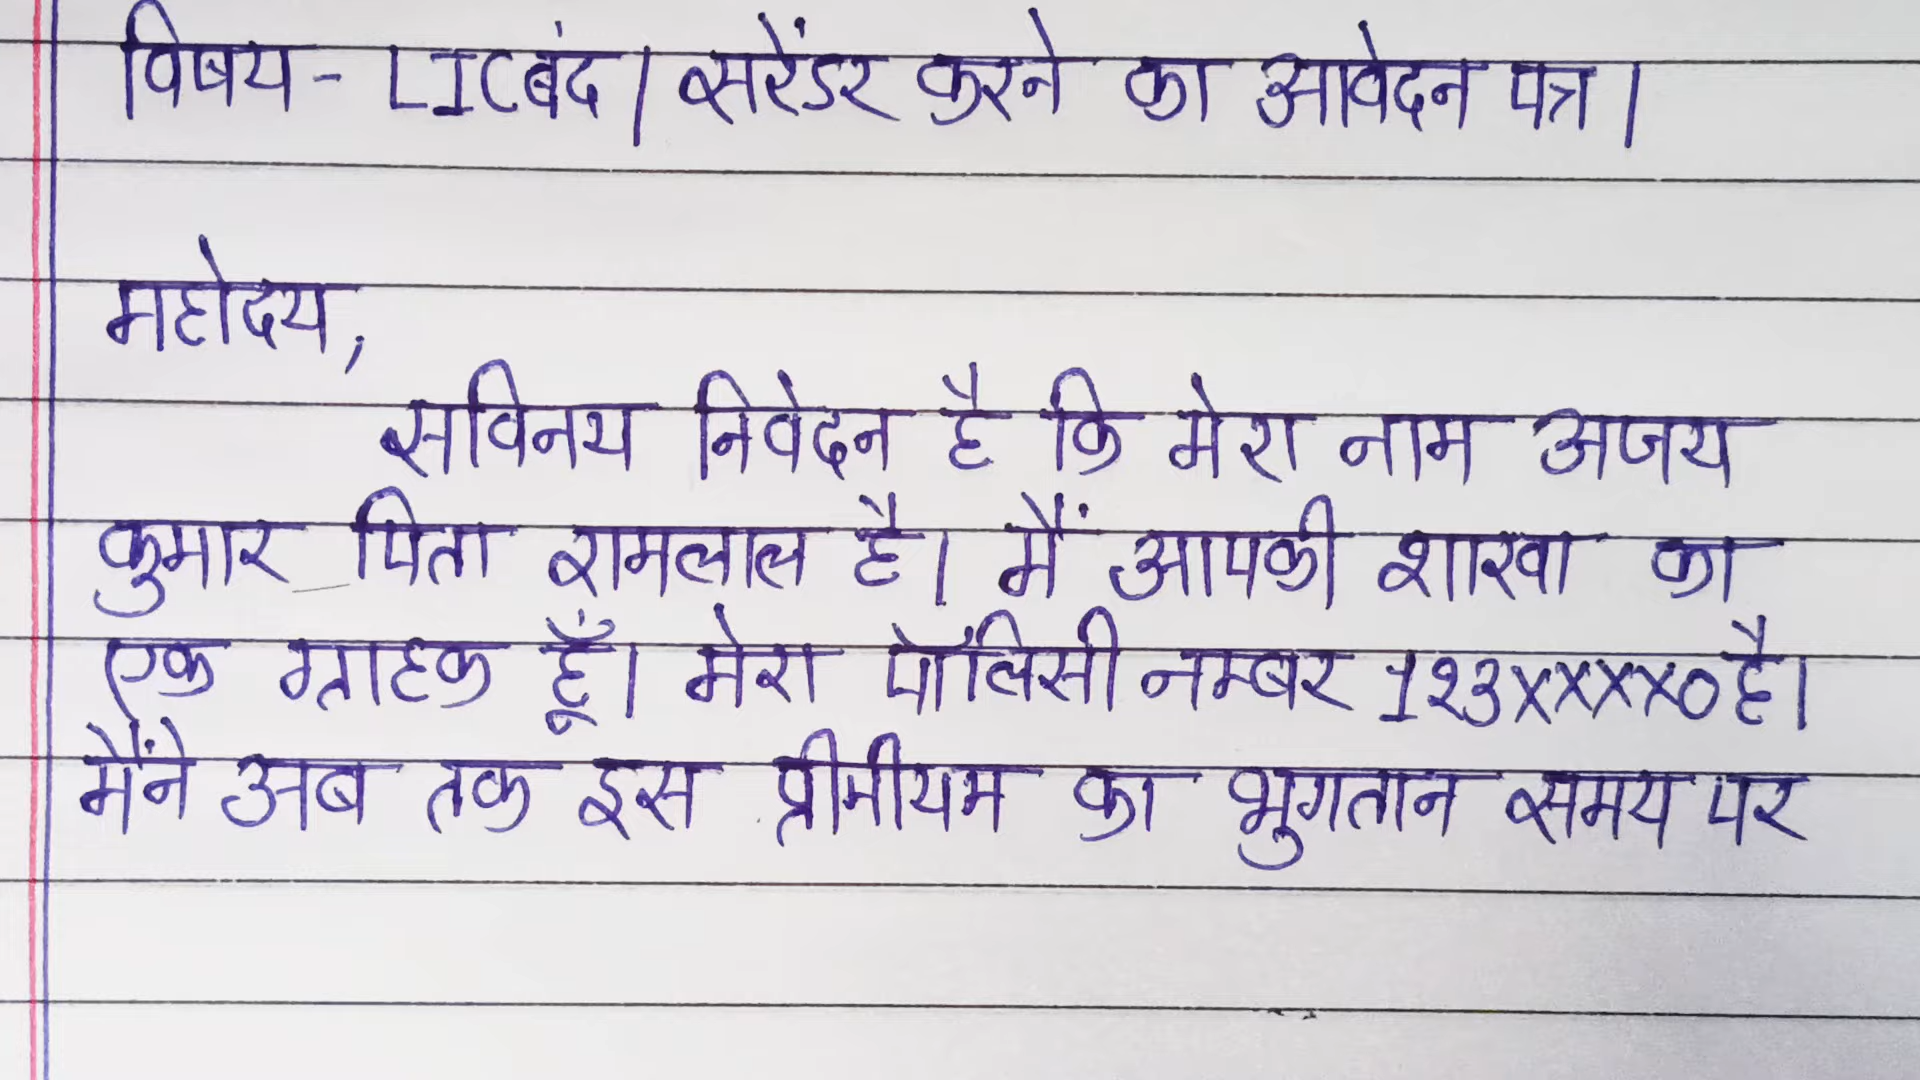 विषय - LICबंद / सरेंडर करने का आवेदन पत्र।
महोदय,
सविनय निवेदन है कि मेरा नाम अजय
कुमार पिता रामलाल है। मैं आपकी शाखा का
एक ग्राहक हूँ। मेरा पॉलिसी नम्बर 123XXXX0 है।
मैंने अब तक इस प्रीमीयम का भुगतान समय पर